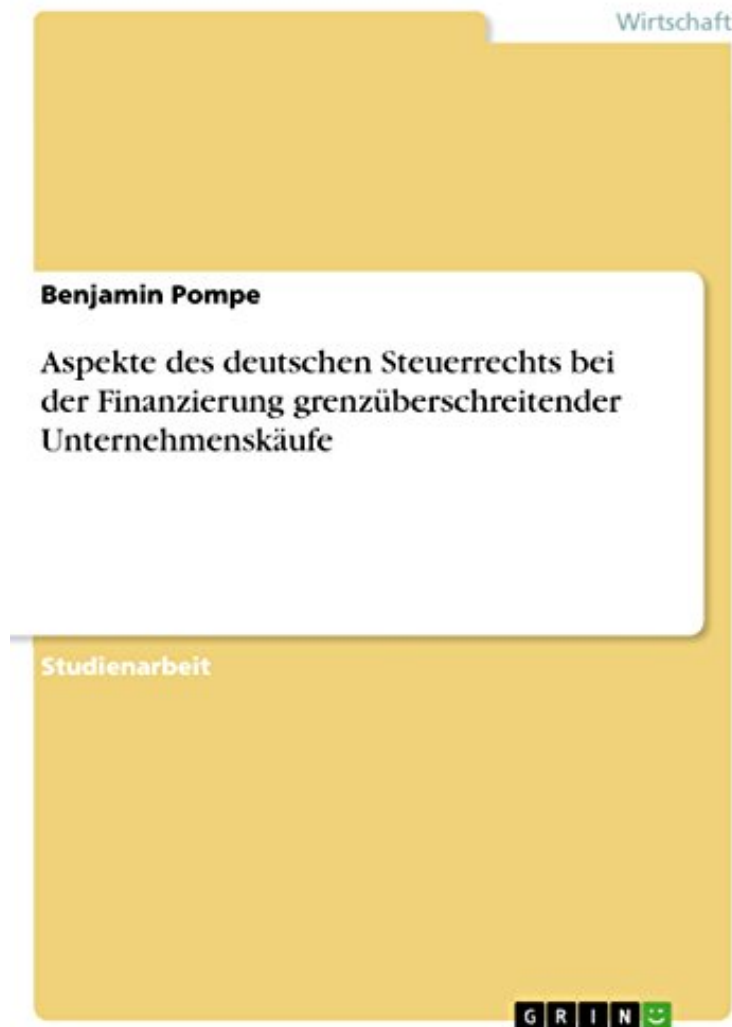 Wirtschaft
Benjamin Pompe
Aspekte des deutschen Steuerrechts bei
der Finanzierung grenzüberschreitender
Unternehmenskäufe
Studienarbeit
GRIN